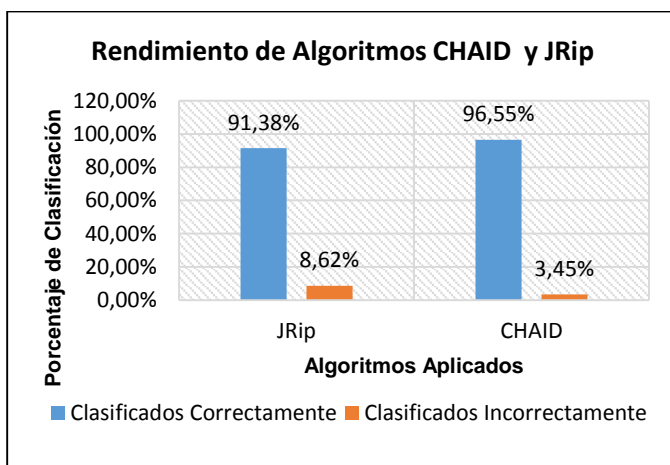 Rendimiento de Algoritmos CHAID y JRip
Porcentaje de Clasificación
120,00%
100,00%
80,00%
60,00%
40,00%
20,00%
0,00%
91,38%
8,62%
96,55%
3,45%
JRip
CHAID
Algoritmos Aplicados
Clasificados Correctamente
Clasificados Incorrectamente